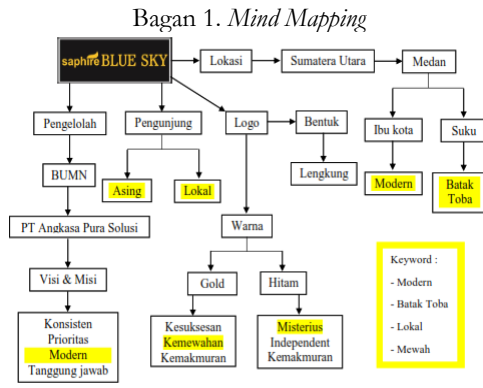 Bagan 1. Mind Mapping
saphire BLUE SKY
Lokasi
Sumatera Utara
Medan
Pengelolah
Pengunjung
Logo
Bentuk
Ibu kota
Suku
BUMN
Asing
Lokal
Lengkung
Modern
Batak
Toba
PT Angkasa Pura Solusi
Warna
Visi & Misi
Gold
Hitam
Konsisten
Prioritas
Modern
Tanggung jawab
Kesuksesan
Kemewahan
Kemakmuran
Misterius
Independent
Kemakmuran
Keyword :
- Modern
- Batak Toba
- Lokal
- Mewah